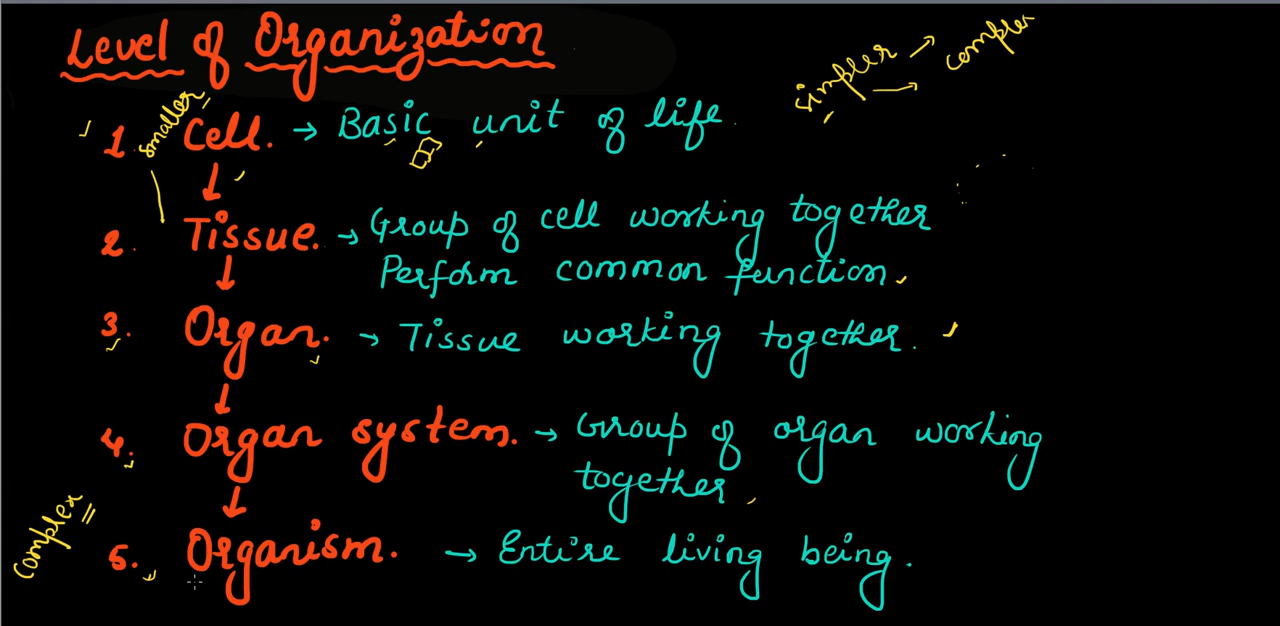 Level of Organization
simpler → complex
smaller
1. Cell. → Basic unit of life.
2. Tissue. → Group of cell working together
Perform common function.
3. Organ. → Tissue working together.
4. Organ system. → Group of organ working
together
complex
5. Organism. → Entire living being.